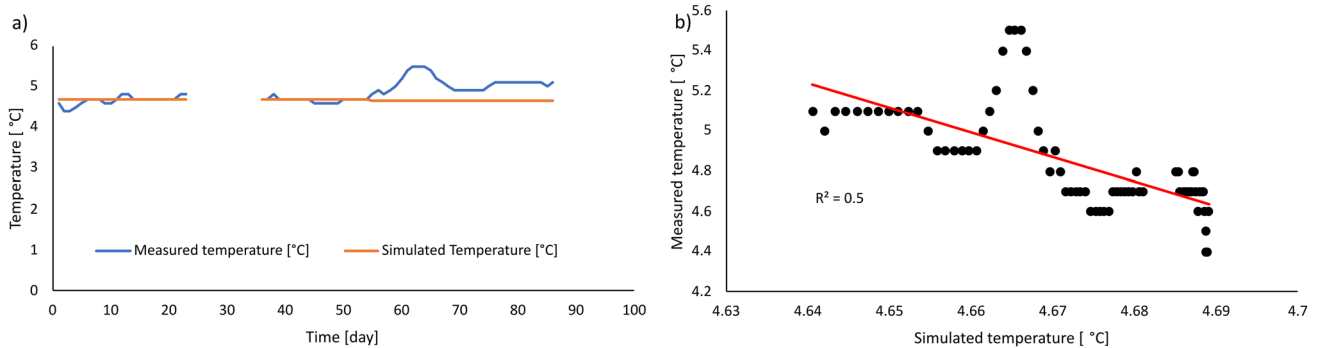 a)
6
5
4
3
2
1
0
Temperature [ °C]
Measured temperature [°C]
Simulated Temperature [°C]
0 10 20 30 40 50 60 70 80 90 100
Time [day]
b)
5.6
5.4
5.2
5
4.8
4.6
4.4
4.2
Measured temperature [ °C]
R² = 0.5
4.63 4.64 4.65 4.66 4.67 4.68 4.69 4.7
Simulated temperature [ °C]